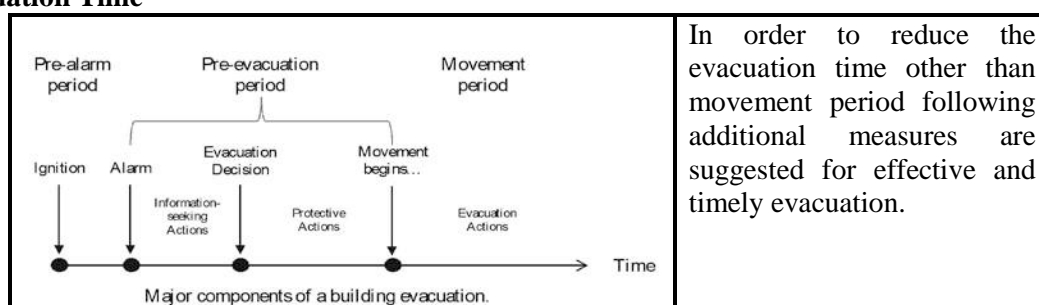 Pre-alarm period
Pre-evacuation period
Movement period
Ignition
Alarm
Evacuation Decision
Movement begins...
Information-seeking Actions
Protective Actions
Evacuation Actions
Time
Major components of a building evacuation.
In order to reduce the
evacuation time other than
movement period following
additional measures are
suggested for effective and
timely evacuation.